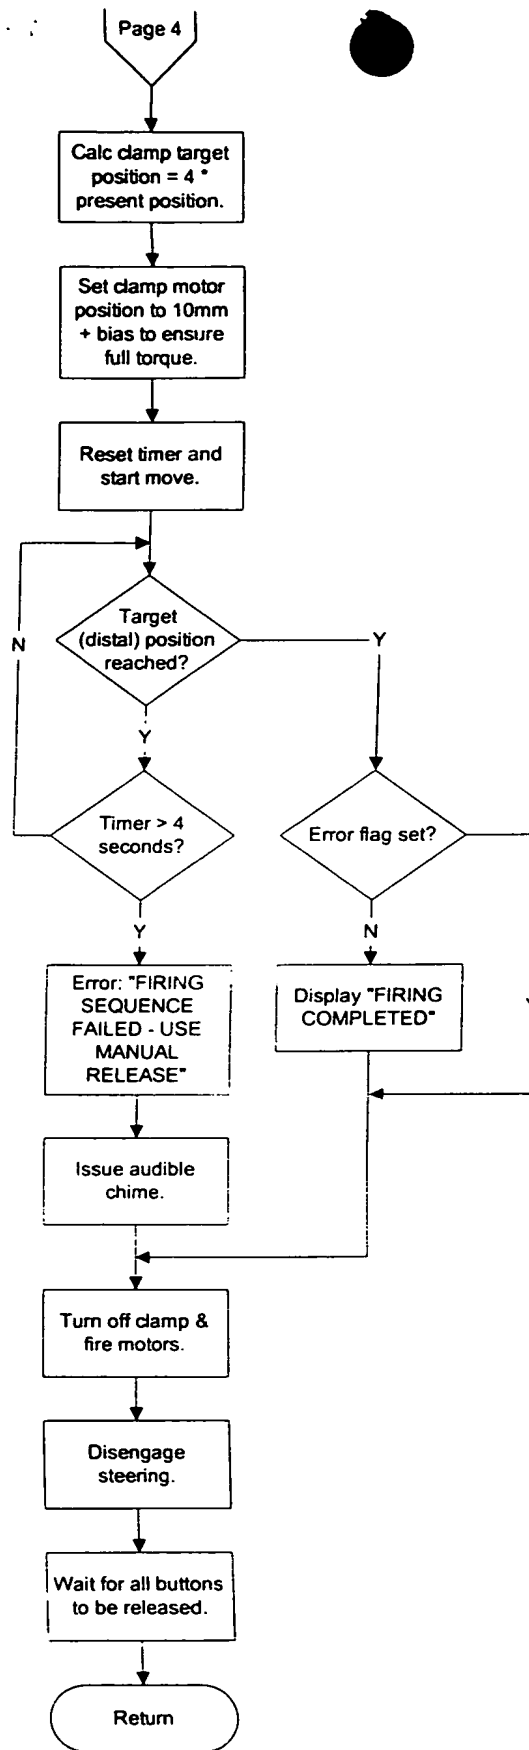 Page 4
Calc clamp target
position = 4 *
present position.
Set clamp motor
position to 10mm
+ bias to ensure
full torque.
Reset timer and
start move.
Target
(distal) position
reached?
N
Y
Y
Timer > 4
seconds?
Error flag set?
Y
N
Error: "FIRING
SEQUENCE
FAILED - USE
MANUAL
RELEASE"
Display "FIRING
COMPLETED"
Issue audible
chime.
Turn off clamp &
fire motors.
Disengage
steering.
Wait for all buttons
to be released.
Return